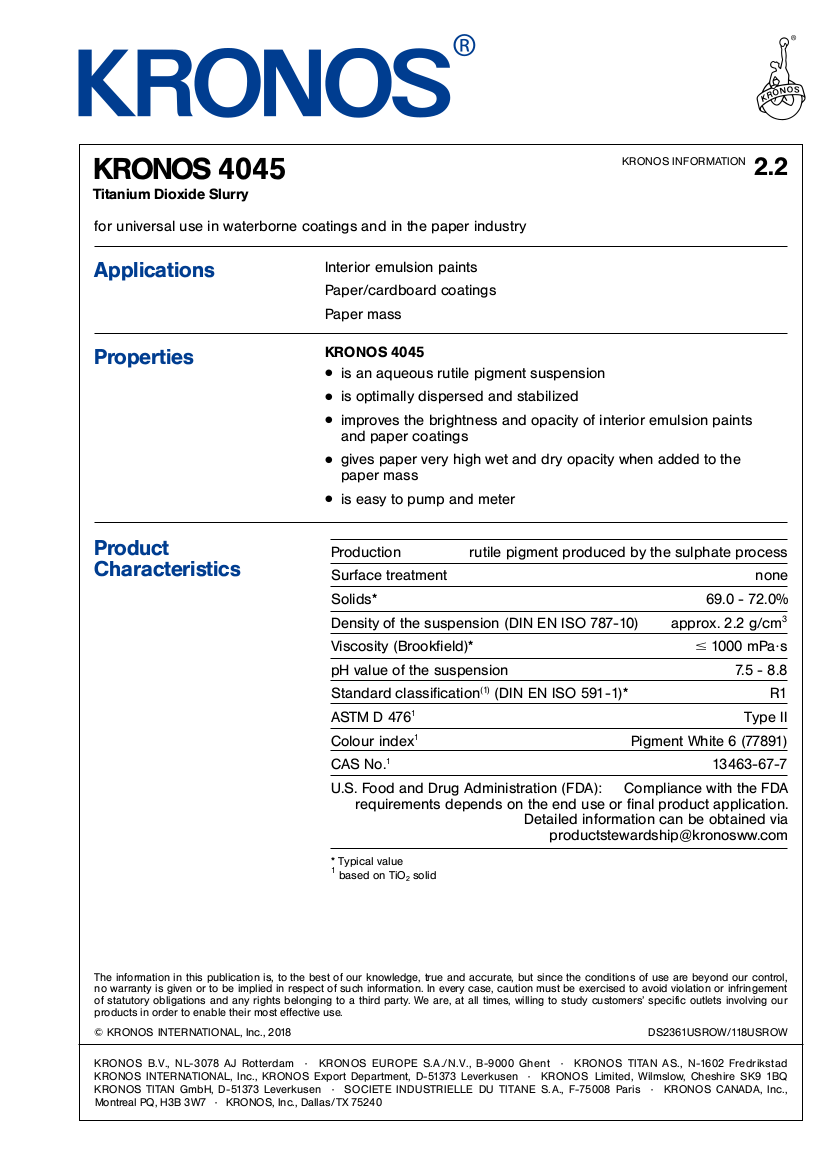 KRONOS®
®
KRONOS
KRONOS 4045
KRONOS INFORMATION 2.2
Titanium Dioxide Slurry
for universal use in waterborne coatings and in the paper industry
Applications
Interior emulsion paints
Paper/cardboard coatings
Paper mass
Properties
KRONOS 4045
● is an aqueous rutile pigment suspension
● is optimally dispersed and stabilized
● improves the brightness and opacity of interior emulsion paints
and paper coatings
● gives paper very high wet and dry opacity when added to the
paper mass
● is easy to pump and meter
Product
Characteristics
Production rutile pigment produced by the sulphate process
Surface treatment none
Solids* 69.0 - 72.0%
Density of the suspension (DIN EN ISO 787-10) approx. 2.2 g/cm³
Viscosity (Brookfield)* ≤ 1000 mPa·s
pH value of the suspension 7.5 - 8.8
Standard classification⁽¹⁾ (DIN EN ISO 591-1)* R1
ASTM D 476¹ Type II
Colour index¹ Pigment White 6 (77891)
CAS No.¹ 13463-67-7
U.S. Food and Drug Administration (FDA): Compliance with the FDA
requirements depends on the end use or final product application.
Detailed information can be obtained via
productstewardship@kronosww.com
* Typical value
¹ based on TiO₂ solid
The information in this publication is, to the best of our knowledge, true and accurate, but since the conditions of use are beyond our control,
no warranty is given or to be implied in respect of such information. In every case, caution must be exercised to avoid violation or infringement
of statutory obligations and any rights belonging to a third party. We are, at all times, willing to study customers' specific outlets involving our
products in order to enable their most effective use.
© KRONOS INTERNATIONAL, Inc., 2018 DS2361USROW/118USROW
KRONOS B.V., NL-3078 AJ Rotterdam · KRONOS EUROPE S.A./N.V., B-9000 Ghent · KRONOS TITAN AS., N-1602 Fredrikstad
KRONOS INTERNATIONAL, Inc., KRONOS Export Department, D-51373 Leverkusen · KRONOS Limited, Wilmslow, Cheshire SK9 1BQ
KRONOS TITAN GmbH, D-51373 Leverkusen · SOCIETE INDUSTRIELLE DU TITANE S.A., F-75008 Paris · KRONOS CANADA, Inc.,
Montreal PQ, H3B 3W7 · KRONOS, Inc., Dallas/TX 75240